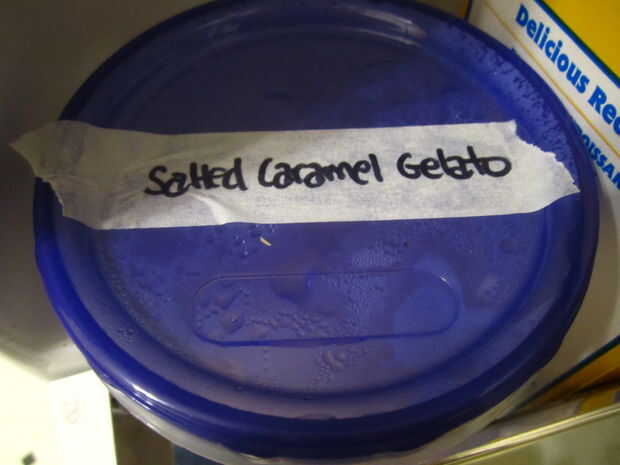 Salted Caramel Gelato
Delicious